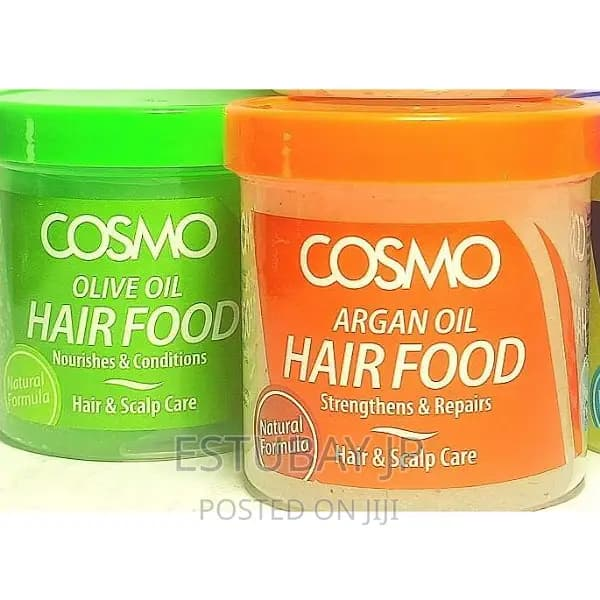 COSMO
OLIVE OIL
HAIR FOOD
Nourishes & Conditions
Natural
Formula
Hair & Scalp Care
COSMO
ARGAN OIL
HAIR FOOD
Strengthens & Repairs
Natural
Formula
Hair & Scalp Care
ESTUBAY JP
POSTED ON JIJI